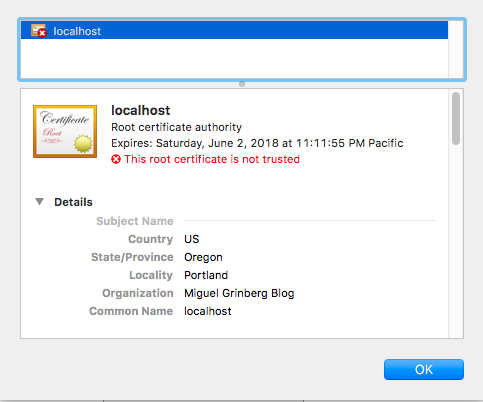 localhost
Certificate
Root
localhost
Root certificate authority
Expires: Saturday, June 2, 2018 at 11:11:55 PM Pacific
This root certificate is not trusted
Details
Subject Name
Country US
State/Province Oregon
Locality Portland
Organization Miguel Grinberg Blog
Common Name localhost
OK